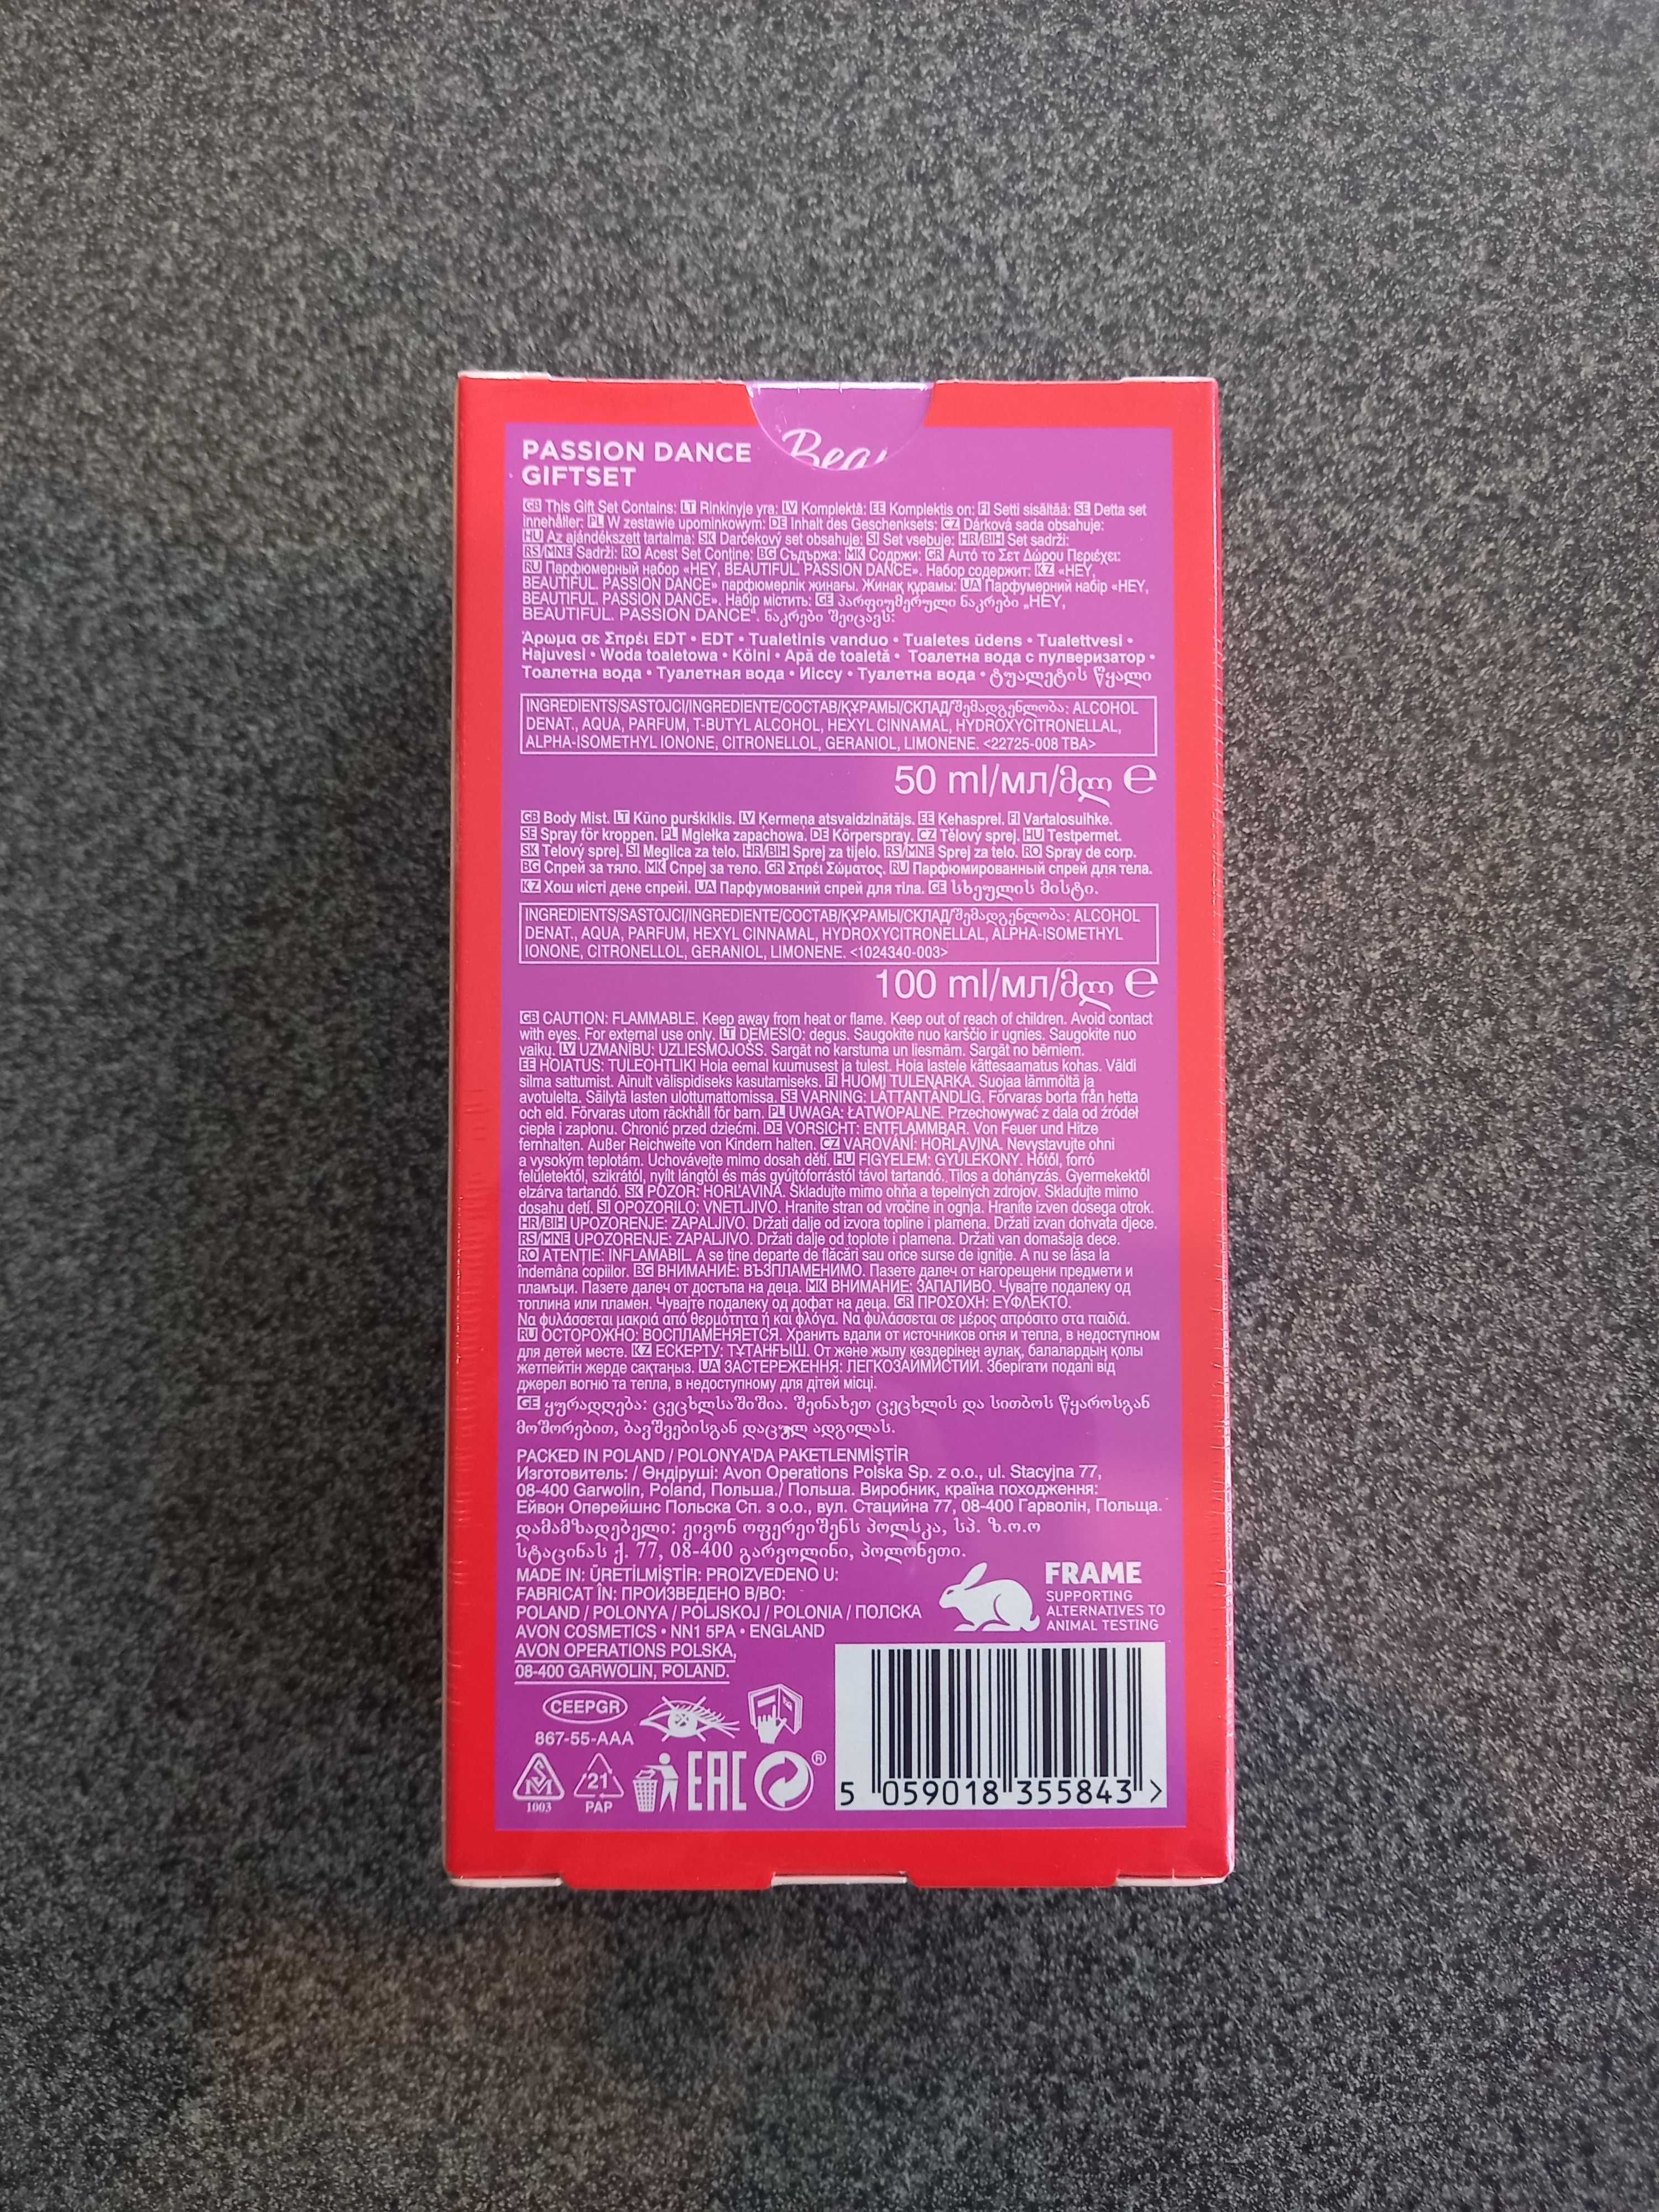 PASSION DANCE
GIFTSET
Beau
GB This Gift Set Contains: LT Rinkinyje yra: LV Komplektā: EE Komplektis on: FI Setti sisältää: SE Detta set
innehåller: PL W zestawie upominkowym: DE Inhalt des Geschenksets: CZ Dárková sada obsahuje:
HU Az ajándékszett tartalma: SK Darčekový set obsahuje: SI Set vsebuje: HR/BIH Set sadrži:
RS/MNE Sadrži: RO Acest Set Conține: BG Съдържа: MK Содржи: GR Αυτό το Σετ Δώρου Περιέχει:
RU Парфюмерный набор «HEY, BEAUTIFUL. PASSION DANCE». Набор содержит: KZ «HEY,
BEAUTIFUL. PASSION DANCE» парфюмерлік жинағы. Жинақ құрамы: UA Парфумерний набір «HEY,
BEAUTIFUL. PASSION DANCE». Набір містить: GE პარფიუმერული ნაკრები „HEY,
BEAUTIFUL. PASSION DANCE“. ნაკრები შეიცავს:
Άρωμα σε Σπρέι EDT • EDT • Tualetinis vanduo • Tualetes ūdens • Tualettvesi •
Hajuvesi • Woda toaletowa • Kölni • Apă de toaletă • Тоалетна вода с пулверизатор •
Тоалетна вода • Туалетная вода • Иіссу • Туалетна вода • ტუალეტის წყალი
INGREDIENTS/SASTOJCI/INGREDIENTE/СОСТАВ/ҚҰРАМЫ/СКЛАД/შემადგენლობა: ALCOHOL
DENAT., AQUA, PARFUM, T-BUTYL ALCOHOL, HEXYL CINNAMAL, HYDROXYCITRONELLAL,
ALPHA-ISOMETHYL IONONE, CITRONELLOL, GERANIOL, LIMONENE. <22725-008 TBA>
50 ml/мл/მლ ℮
GB Body Mist. LT Kūno purškiklis. LV Ķermeņa atsvaidzinātājs. EE Kehasprei. FI Vartalosuihke.
SE Spray för kroppen. PL Mgiełka zapachowa. DE Körperspray. CZ Tělový sprej. HU Testpermet.
SK Telový sprej. SI Meglica za telo. HR/BIH Sprej za tijelo. RS/MNE Sprej za telo. RO Spray de corp.
BG Спрей за тяло. MK Спреј за тело. GR Σπρέι Σώματος. RU Парфюмированный спрей для тела.
KZ Хош иісті дене спрейі. UA Парфумований спрей для тіла. GE სხეულის მისტი.
INGREDIENTS/SASTOJCI/INGREDIENTE/СОСТАВ/ҚҰРАМЫ/СКЛАД/შემადგენლობა: ALCOHOL
DENAT., AQUA, PARFUM, HEXYL CINNAMAL, HYDROXYCITRONELLAL, ALPHA-ISOMETHYL
IONONE, CITRONELLOL, GERANIOL, LIMONENE. <1024340-003>
100 ml/мл/მლ ℮
GB CAUTION: FLAMMABLE. Keep away from heat or flame. Keep out of reach of children. Avoid contact
with eyes. For external use only. LT DĖMESIO: degus. Saugokite nuo karščio ir ugnies. Saugokite nuo
vaikų. LV UZMANĪBU: UZLIESMOJOŠS. Sargāt no karstuma un liesmām. Sargāt no bērniem.
EE HOIATUS: TULEOHTLIK! Hoia eemal kuumusest ja tulest. Hoia lastele kättesaamatus kohas. Väldi
silma sattumist. Ainult välispidiseks kasutamiseks. FI HUOM! TULENARKA. Suojaa lämmöltä ja
avotulelta. Säilytä lasten ulottumattomissa. SE VARNING: LÄTTANTÄNDLIG. Förvaras borta från hetta
och eld. Förvaras utom räckhåll för barn. PL UWAGA: ŁATWOPALNE. Przechowywać z dala od źródeł
ciepła i zapłonu. Chronić przed dziećmi. DE VORSICHT: ENTFLAMMBAR. Von Feuer und Hitze
fernhalten. Außer Reichweite von Kindern halten. CZ VAROVÁNÍ: HOŘLAVINA. Nevystavujte ohni
a vysokým teplotám. Uchovávejte mimo dosah dětí. HU FIGYELEM: GYÚLÉKONY. Hőtől, forró
felületektől, szikrától, nyílt lángtól és más gyújtóforrástól távol tartandó. Tilos a dohányzás. Gyermekektől
elzárva tartandó. SK POZOR: HORĽAVINA. Skladujte mimo ohňa a tepelných zdrojov. Skladujte mimo
dosahu detí. SI OPOZORILO: VNETLJIVO. Hranite stran od vročine in ognja. Hranite izven dosega otrok.
HR/BIH UPOZORENJE: ZAPALJIVO. Držati dalje od izvora topline i plamena. Držati izvan dohvata djece.
RS/MNE UPOZORENJE: ZAPALJIVO. Držati dalje od toplote i plamena. Držati van domašaja dece.
RO ATENȚIE: INFLAMABIL. A se ține departe de flăcări sau orice surse de igniție. A nu se lăsa la
îndemâna copiilor. BG ВНИМАНИЕ: ВЪЗПЛАМЕНИМО. Пазете далеч от нагорещени предмети и
пламъци. Пазете далеч от достъпа на деца. MK ВНИМАНИЕ: ЗАПАЛИВО. Чувајте подалеку од
топлина или пламен. Чувајте подалеку од дофат на деца. GR ΠΡΟΣΟΧΗ: ΕΥΦΛΕΚΤΟ.
Να φυλάσσεται μακριά από θερμότητα ή και φλόγα. Να φυλάσσεται σε μέρος απρόσιτο στα παιδιά.
RU ОСТОРОЖНО: ВОСПЛАМЕНЯЕТСЯ. Хранить вдали от источников огня и тепла, в недоступном
для детей месте. KZ ЕСКЕРТУ: ТҰТАНҒЫШ. От және жылу көздерінен аулақ, балалардың қолы
жетпейтін жерде сақтаңыз. UA ЗАСТЕРЕЖЕННЯ: ЛЕГКОЗАЙМИСТИЙ. Зберігати подалі від
джерел вогню та тепла, в недоступному для дітей місці.
GE ყურადღება: ცეცხლსაშიშია. შეინახეთ ცეცხლის და სითბოს წყაროსგან
მოშორებით, ბავშვებისგან დაცულ ადგილას.
PACKED IN POLAND / POLONYA'DA PAKETLENMİŞTİR
Изготовитель: / Өндіруші: Avon Operations Polska Sp. z o.o., ul. Stacyjna 77,
08-400 Garwolin, Poland, Польша./ Польша. Виробник, країна походження:
Ейвон Оперейшнс Польска Сп. з о.о., вул. Стацийна 77, 08-400 Гарволін, Польща.
დამამზადებელი: ეივონ ოფერეიშენს პოლსკა, სპ. ზ.ო.ო
სტაცინას ქ. 77, 08-400 გარვოლინი, პოლონეთი.
MADE IN: ÜRETİLMİŞTİR: PROIZVEDENO U:
FABRICAT ÎN: ПРОИЗВЕДЕНО В/ВО:
POLAND / POLONYA / POLJSKOJ / POLONIA / ПОЛСКА
AVON COSMETICS • NN1 5PA • ENGLAND
AVON OPERATIONS POLSKA,
08-400 GARWOLIN, POLAND.
FRAME
SUPPORTING
ALTERNATIVES TO
ANIMAL TESTING
CEEPGR
867-55-AAA
1003
21
PAP
EAC
®
5 059018 355843 >